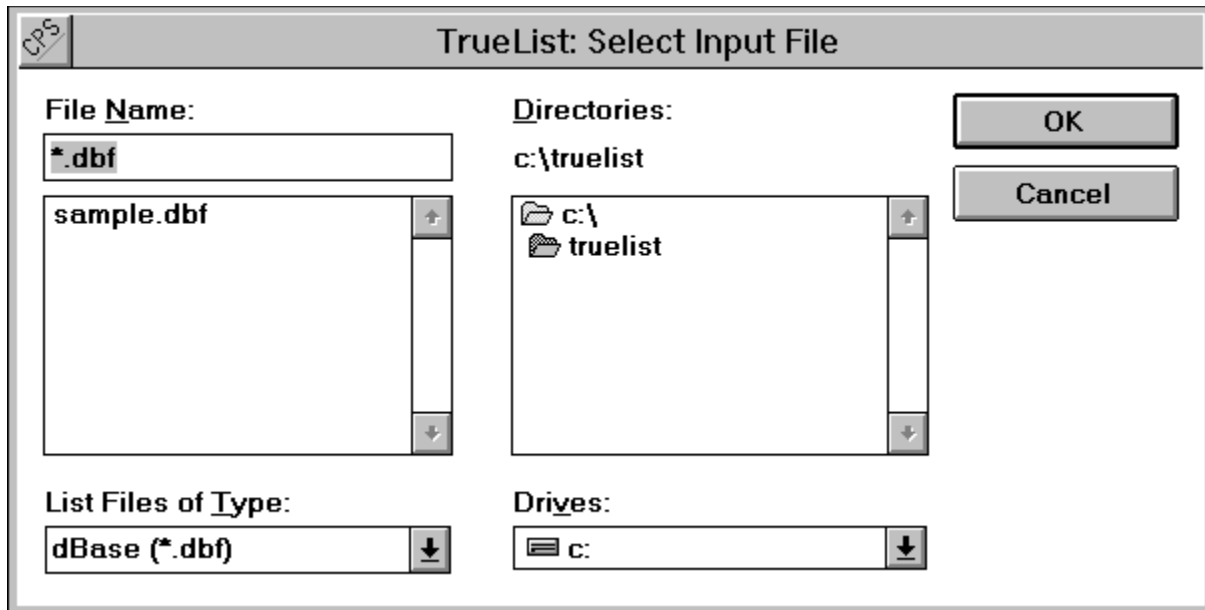 CPS
TrueList: Select Input File
File Name:
*.dbf
sample.dbf
List Files of Type:
dBase (*.dbf)
Directories:
c:\truelist
c:\
truelist
Drives:
c:
OK
Cancel